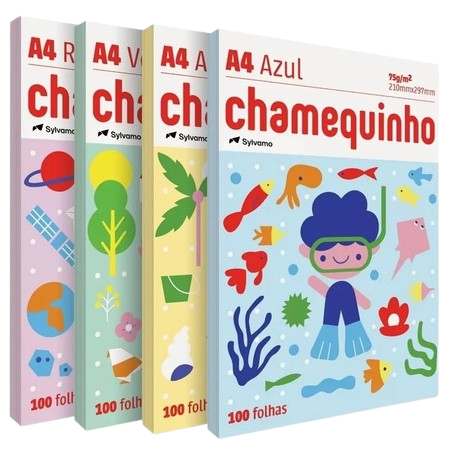 A4 R
cha
Sylvamo
100 folhas
A4 V
cha
Sylvamo
100 folhas
A4 A
cha
Sylvamo
100 folhas
A4 Azul
75g/m²
210mmx297mm
chamequinho
Sylvamo
100 folhas